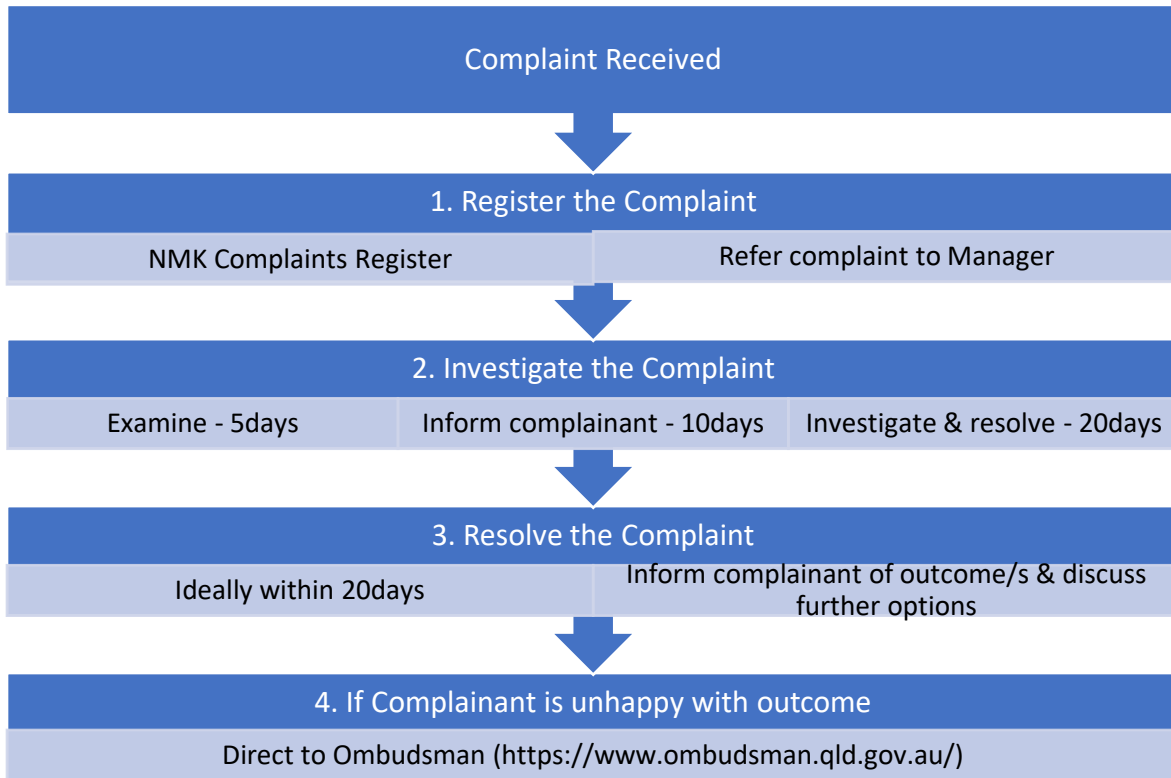 Complaint Received
1. Register the Complaint
NMK Complaints Register
Refer complaint to Manager
2. Investigate the Complaint
Examine - 5days
Inform complainant - 10days
Investigate & resolve - 20days
3. Resolve the Complaint
Ideally within 20days
Inform complainant of outcome/s & discuss
further options
4. If Complainant is unhappy with outcome
Direct to Ombudsman (https://www.ombudsman.qld.gov.au/)